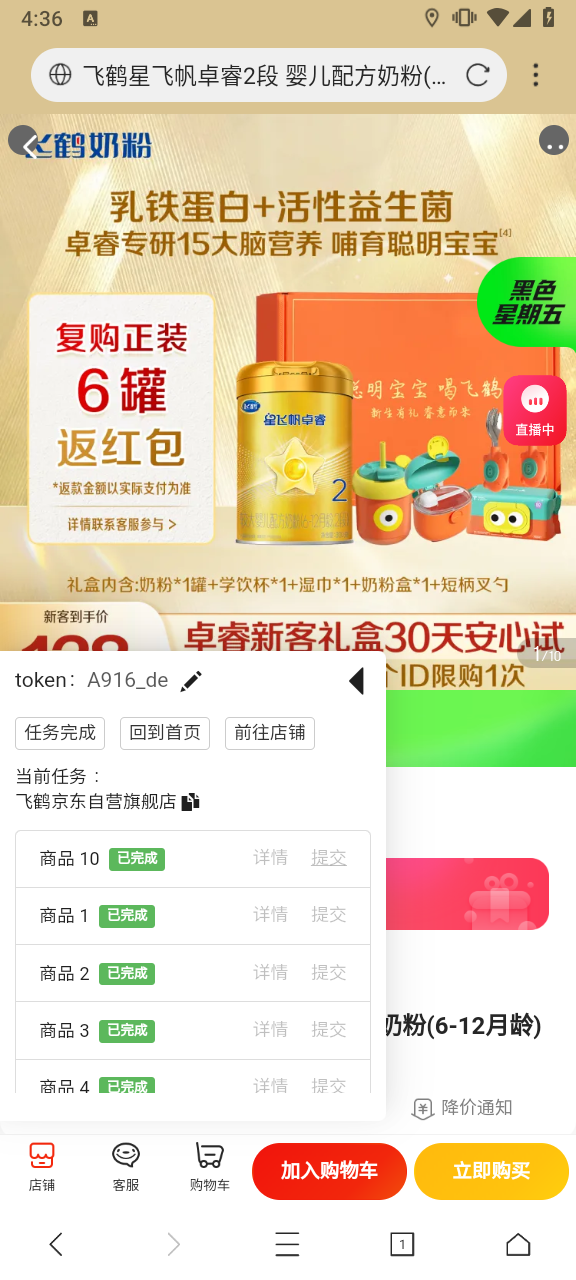 4:36
A
飞鹤星飞帆卓睿2段 婴儿配方奶粉(...
飞鹤奶粉
乳铁蛋白+活性益生菌
卓睿专研15大脑营养 哺育聪明宝宝[4]
黑色
星期五
复购正装
6罐
返红包
*返款金额以实际支付为准
详情联系客服参与 >
聪明宝宝 喝飞鹤
新生有礼 睿意而来
星飞帆卓睿
2
直播中
礼盒内含:奶粉*1罐+学饮杯*1+湿巾*1+奶粉盒*1+短柄叉勺
新客到手价
卓睿新客礼盒30天安心试
1/10
个ID限购1次
token： A916_de
任务完成 回到首页 前往店铺
当前任务：
飞鹤京东自营旗舰店
商品 10 已完成 详情 提交
商品 1 已完成 详情 提交
商品 2 已完成 详情 提交
商品 3 已完成 详情 提交
商品 4 已完成 详情 提交
奶粉(6-12月龄)
降价通知
店铺 客服 购物车 加入购物车 立即购买
1